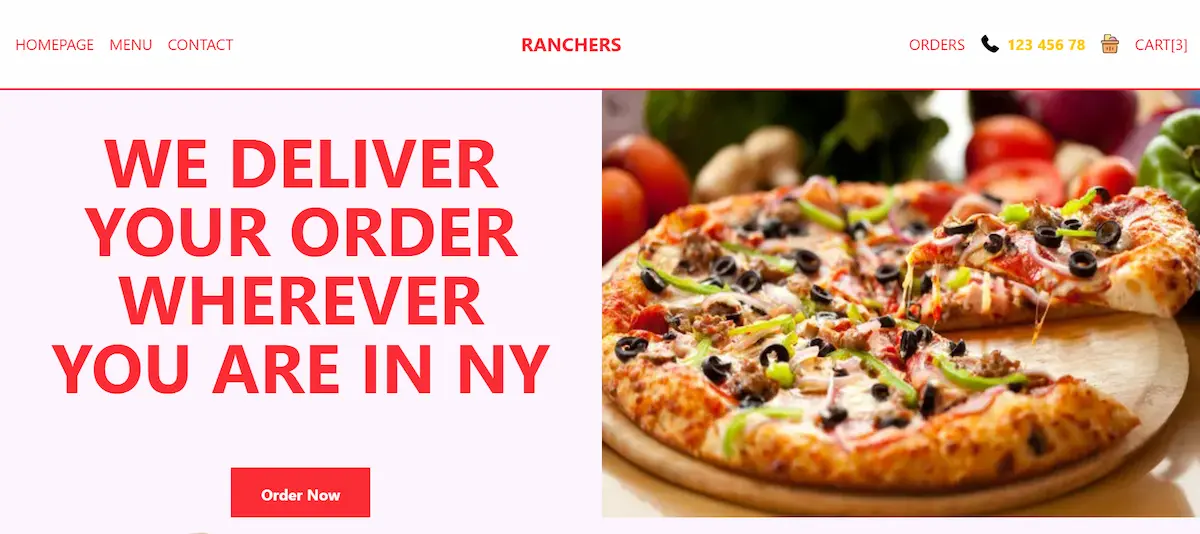 HOMEPAGE MENU CONTACT RANCHERS ORDERS 123 456 78 CART[3]
WE DELIVER
YOUR ORDER
WHEREVER
YOU ARE IN NY
Order Now